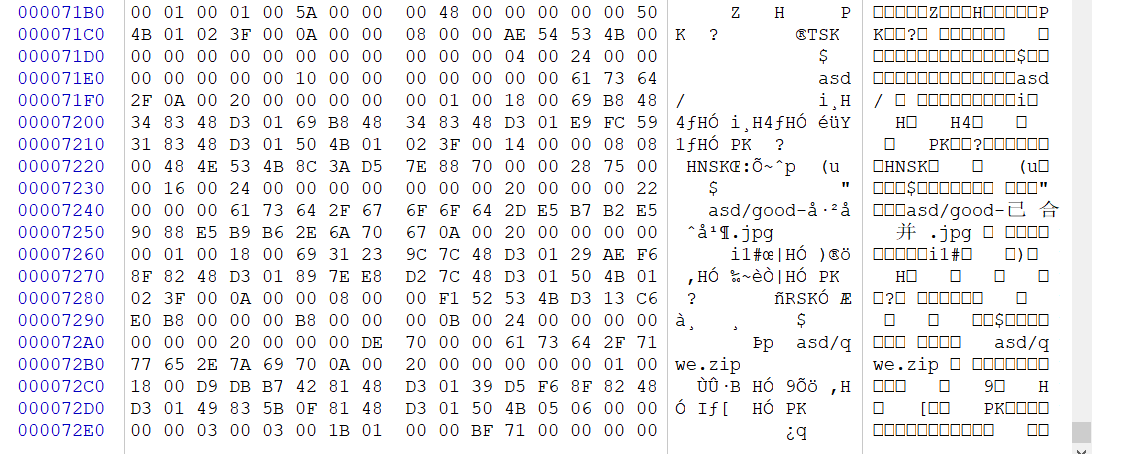 000071B0 00 01 00 01 00 5A 00 00 00 48 00 00 00 00 00 50 Z H P □□□□□Z□□□H□□□□□P
000071C0 4B 01 02 3F 00 0A 00 00 08 00 00 AE 54 53 4B 00 K ? ®TSK K□□?□ □□□□□□ □
000071D0 00 00 00 00 00 00 00 00 00 00 00 04 00 24 00 00 $ □□□□□□□□□□□□□$□□
000071E0 00 00 00 00 00 10 00 00 00 00 00 00 00 61 73 64 asd □□□□□□□□□□□□□asd
000071F0 2F 0A 00 20 00 00 00 00 00 01 00 18 00 69 B8 48 / i¸H / □ □□□□□□□□□i□
00007200 34 83 48 D3 01 69 B8 48 34 83 48 D3 01 E9 FC 59 4ƒHÓ i¸H4ƒHÓ éüY H□ H4□ □
00007210 31 83 48 D3 01 50 4B 01 02 3F 00 14 00 00 08 08 1ƒHÓ PK ? □ PK□□?□□□□□
00007220 00 48 4E 53 4B 8C 3A D5 7E 88 70 00 00 28 75 00 HNSKŒ:Õ~ˆp (u □HNSK□ □ (u□
00007230 00 16 00 24 00 00 00 00 00 00 00 20 00 00 00 22 $ " □□□$□□□□□□□ □□□"
00007240 00 00 00 61 73 64 2F 67 6F 6F 64 2D E5 B7 B2 E5 asd/good-å·²å □□□asd/good-已 合
00007250 90 88 E5 B9 B6 2E 6A 70 67 0A 00 20 00 00 00 00 ˆå¹¶.jpg 并 .jpg □ □□□□
00007260 00 01 00 18 00 69 31 23 9C 7C 48 D3 01 29 AE F6 i1#œ|HÓ )®ö □□□□□i1#□ □)□
00007270 8F 82 48 D3 01 89 7E E8 D2 7C 48 D3 01 50 4B 01 ‚HÓ ‰~èÒ|HÓ PK H□ □ □ □
00007280 02 3F 00 0A 00 00 08 00 00 F1 52 53 4B D3 13 C6 ? ñRSKÓ Æ □?□ □□□□□□ □
00007290 E0 B8 00 00 00 B8 00 00 00 0B 00 24 00 00 00 00 à¸ ¸ $ □ □ □□$□□□□
000072A0 00 00 00 20 00 00 00 DE 70 00 00 61 73 64 2F 71 Þp asd/q □□□ □□□□ asd/q
000072B0 77 65 2E 7A 69 70 0A 00 20 00 00 00 00 00 01 00 we.zip we.zip □ □□□□□□□
000072C0 18 00 D9 DB B7 42 81 48 D3 01 39 D5 F6 8F 82 48 ÙÛ·B HÓ 9Õö ‚H □□□ □ 9□ H
000072D0 D3 01 49 83 5B 0F 81 48 D3 01 50 4B 05 06 00 00 Ó Iƒ[ HÓ PK □ [□□ PK□□□□
000072E0 00 00 03 00 03 00 1B 01 00 00 BF 71 00 00 00 00 ¿q □□□□□□□□□□□ □□